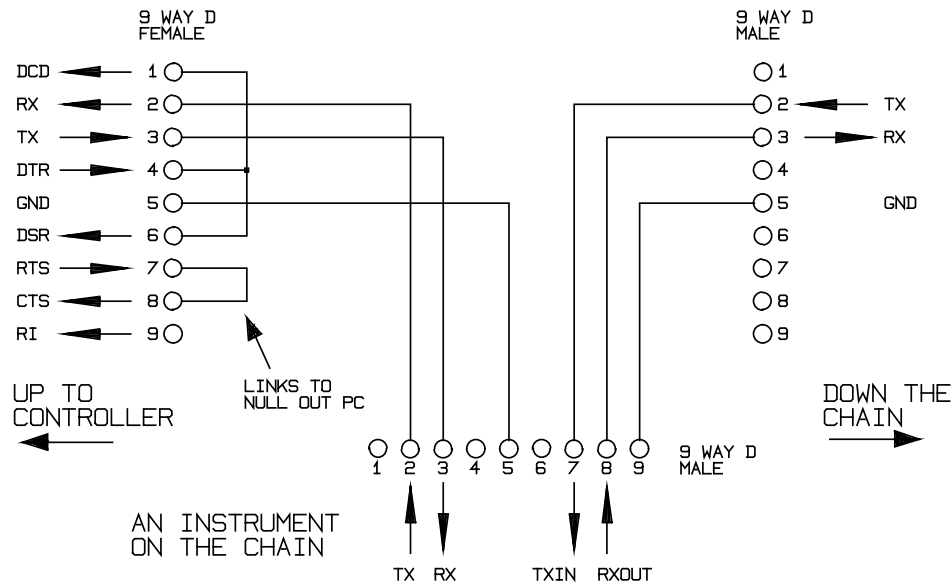 9 WAY D
FEMALE
9 WAY D
MALE
DCD 1
RX 2
TX 3
DTR 4
GND 5
DSR 6
RTS 7
CTS 8
RI 9
1
2 TX
3 RX
4
5 GND
6
7
8
9
LINKS TO
NULL OUT PC
UP TO
CONTROLLER
DOWN THE
CHAIN
1 2 3 4 5 6 7 8 9
9 WAY D
MALE
AN INSTRUMENT
ON THE CHAIN
TX RX TXIN RXOUT